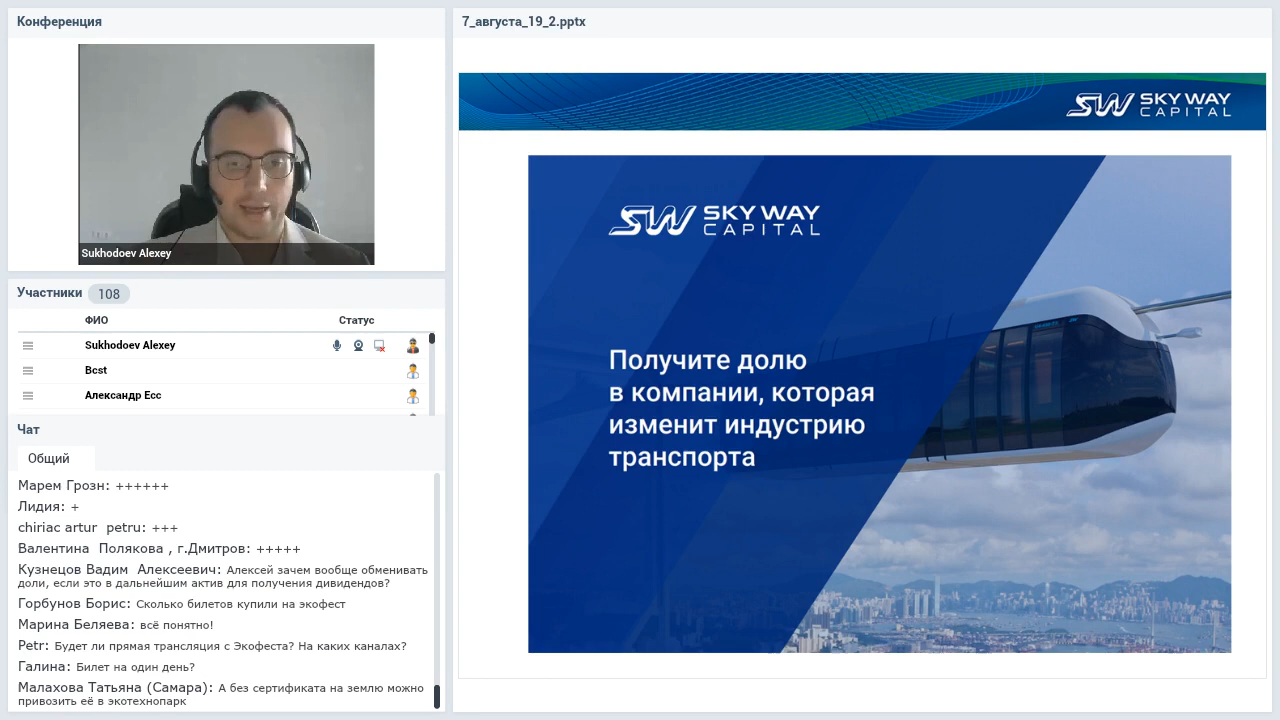 Конференция
Sukhodoev Alexey
Участники 108
ФИО Статус
Sukhodoev Alexey
Bcst
Александр Есс
Чат
Общий
Марем Грозн: ++++++
Лидия: +
chiriac artur petru: +++
Валентина Полякова , г.Дмитров: +++++
Кузнецов Вадим Алексеевич: Алексей зачем вообще обменивать
доли, если это в дальнейшим актив для получения дивидендов?
Горбунов Борис: Сколько билетов купили на экофест
Марина Беляева: всё понятно!
Petr: Будет ли прямая трансляция с Экофеста? На каких каналах?
Галина: Билет на один день?
Малахова Татьяна (Самара): А без сертификата на землю можно
привозить её в экотехнопарк
7_августа_19_2.pptx
SW SKY WAY
CAPITAL
SW SKY WAY
CAPITAL
Получите долю
в компании, которая
изменит индустрию
транспорта